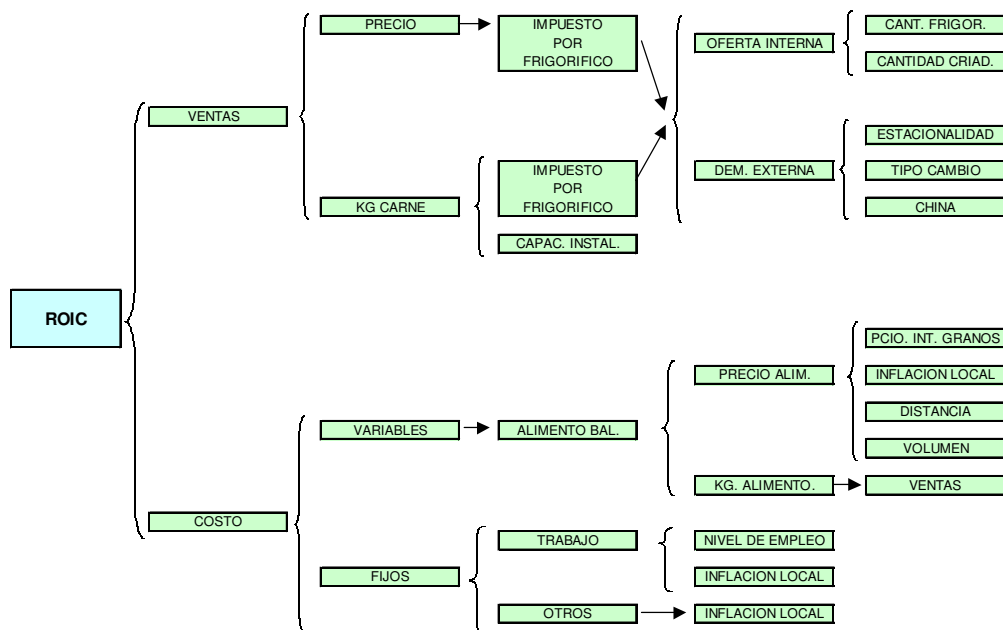 PRECIO
IMPUESTO
POR
FRIGORIFICO
OFERTA INTERNA
CANT. FRIGOR.
CANTIDAD CRIAD.
VENTAS
KG CARNE
IMPUESTO
POR
FRIGORIFICO
CAPAC. INSTAL.
DEM. EXTERNA
ESTACIONALIDAD
TIPO CAMBIO
CHINA
ROIC
COSTO
VARIABLES
ALIMENTO BAL.
PRECIO ALIM.
PCIO. INT. GRANOS
INFLACION LOCAL
DISTANCIA
VOLUMEN
KG. ALIMENTO.
VENTAS
FIJOS
TRABAJO
NIVEL DE EMPLEO
INFLACION LOCAL
OTROS
INFLACION LOCAL